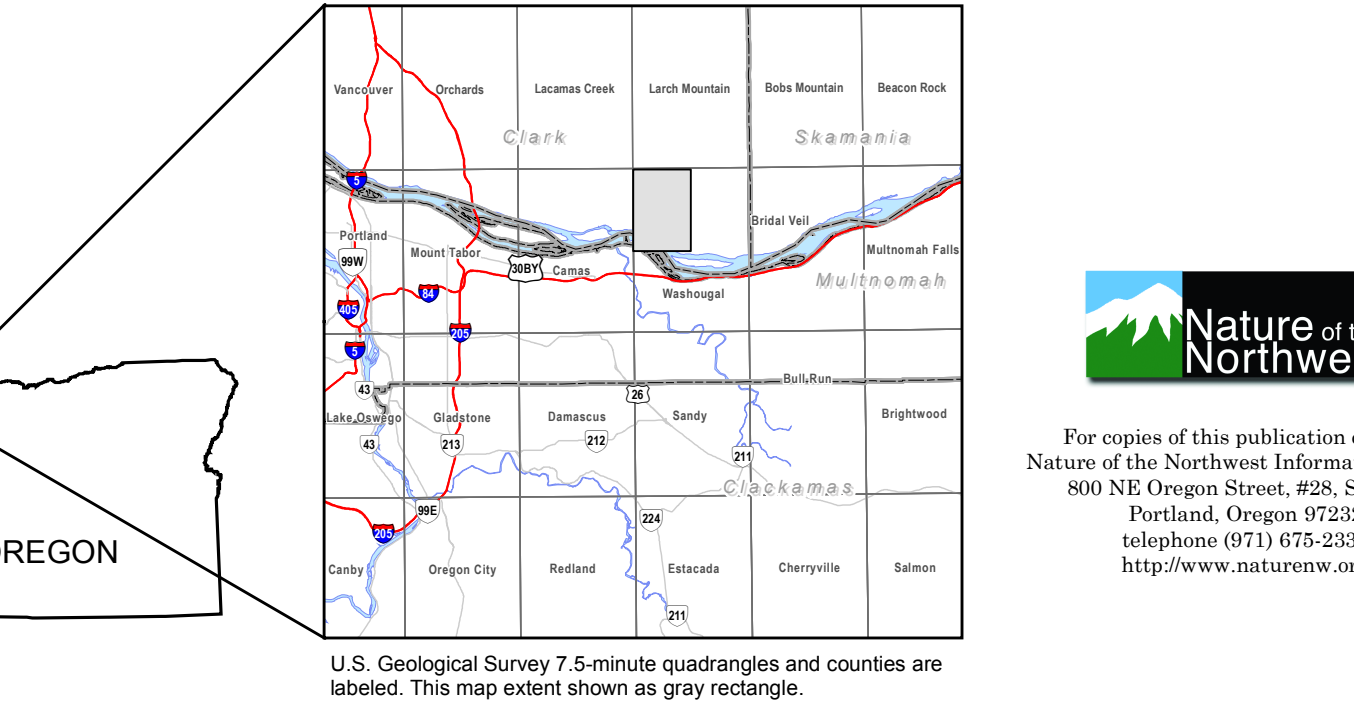 Vancouver
Orchards
Lacamas Creek
Larch Mountain
Bobs Mountain
Beacon Rock
Clark
Skamania
5
Portland
Mount Tabor
Bridal Veil
Multnomah Falls
99W
30BY
Camas
Multnomah
Washougal
84
405
205
5
Bull Run
43
26
Lake Oswego
Gladstone
Damascus
Sandy
Brightwood
43
213
212
211
Clackamas
99E
224
205
Canby
Oregon City
Redland
Estacada
Cherryville
Salmon
211
U.S. Geological Survey 7.5-minute quadrangles and counties are
labeled. This map extent shown as gray rectangle.
REGON
Nature of t
Northwe
For copies of this publication
Nature of the Northwest Informa
800 NE Oregon Street, #28, S
Portland, Oregon 97232
telephone (971) 675-233
http://www.naturenw.or